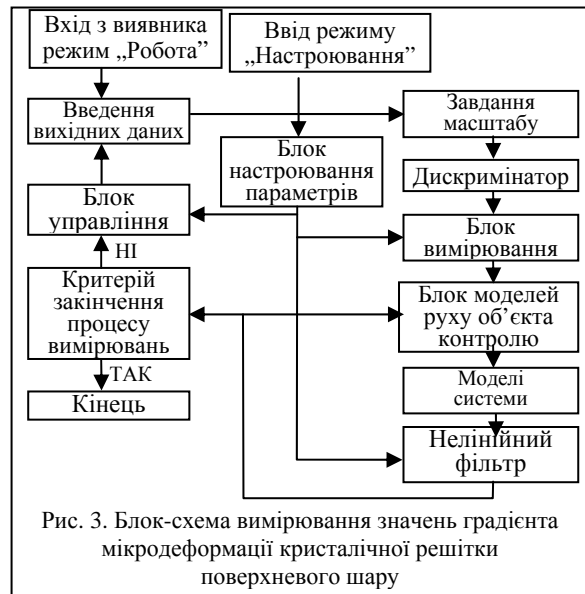 Вхід з виявника
режим „Робота”
Ввід режиму
„Настроювання”
Введення
вихідних даних
Завдання
масштабу
Блок
настроювання
параметрів
Дискримінатор
Блок
управління
Блок
вимірювання
НІ
Критерій
закінчення
процесу
вимірювань
Блок моделей
руху об’єкта
контролю
ТАК
Кінець
Моделі
системи
Нелінійний
фільтр
Рис. 3. Блок-схема вимірювання значень градієнта
мікродеформації кристалічної решітки
поверхневого шару